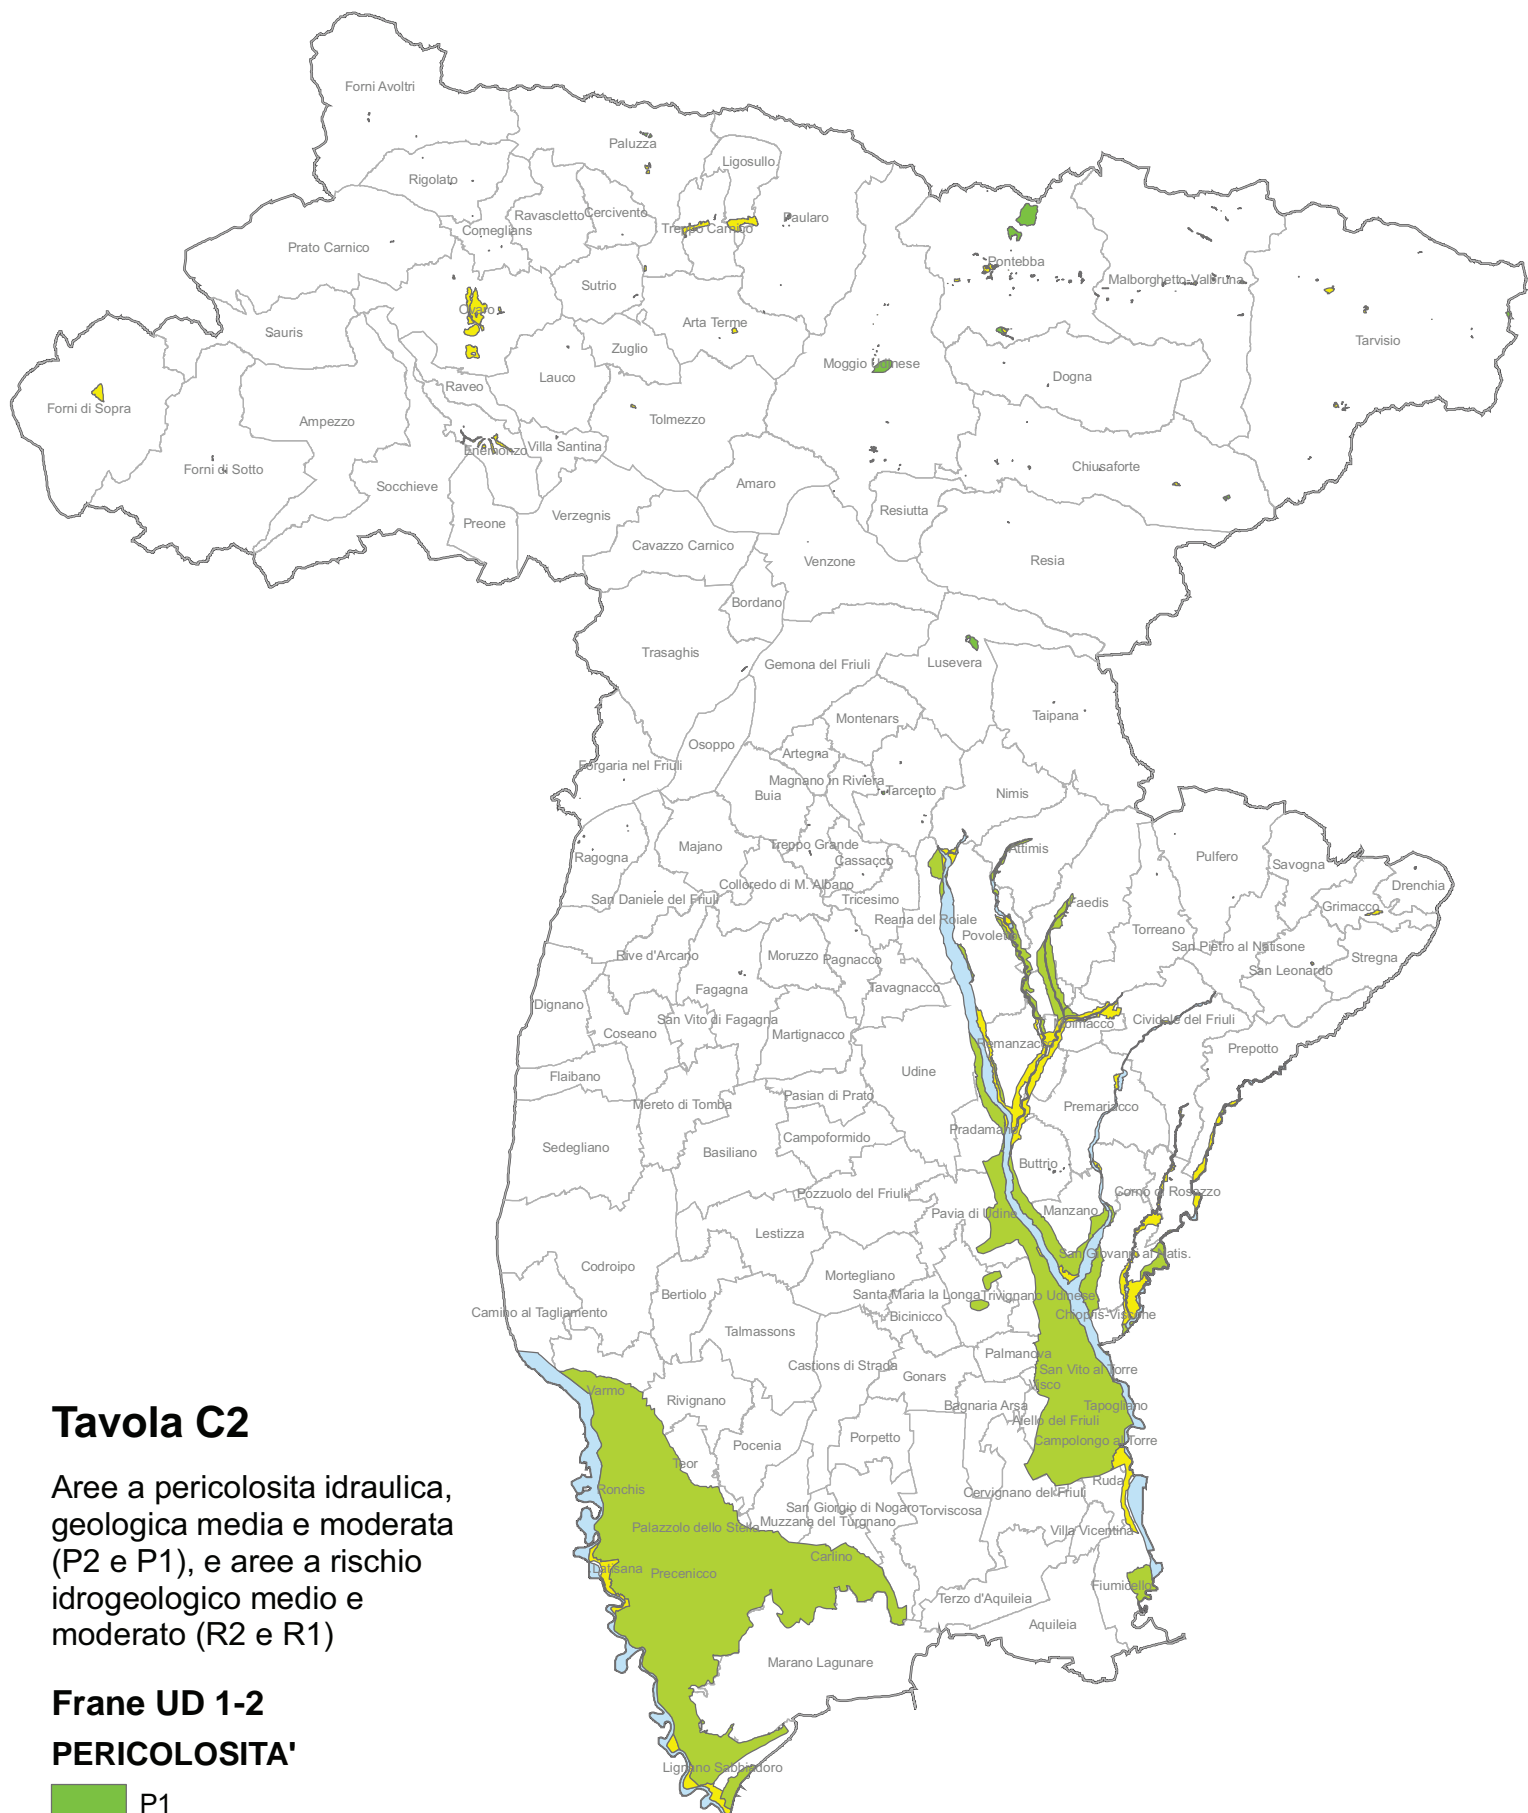 Forni Avoltri
Paluzza
Ligosullo
Rigolato
Ravascletto
Cercivento
Treppo Carnico
Paularo
Comeglians
Prato Carnico
Pontebba
Malborghetto-Valbruna
Sutrio
Ovaro
Arta Terme
Sauris
Tarvisio
Zuglio
Moggio Udinese
Dogna
Lauco
Raveo
Forni di Sopra
Ampezzo
Tolmezzo
Enemonzo
Villa Santina
Forni di Sotto
Chiusaforte
Socchieve
Amaro
Resiutta
Preone
Verzegnis
Cavazzo Carnico
Venzone
Resia
Bordano
Trasaghis
Gemona del Friuli
Lusevera
Taipana
Montenars
Osoppo
Artegna
Forgaria nel Friuli
Magnano in Riviera
Buia
Tarcento
Nimis
Majano
Treppo Grande
Attimis
Ragogna
Cassacco
Pulfero
Savogna
Drenchia
Colloredo di M. Albano
San Daniele del Friuli
Tricesimo
Faedis
Grimacco
Reana del Roiale
Povoletto
Torreano
San Pietro al Natisone
Rive d'Arcano
Moruzzo
Pagnacco
Stregna
San Leonardo
Fagagna
Tavagnacco
Dignano
San Vito di Fagagna
Coseano
Martignacco
Moimacco
Cividale del Friuli
Remanzacco
Prepotto
Udine
Flaibano
Pasian di Prato
Mereto di Tomba
Premariacco
Pradamano
Campoformido
Sedegliano
Basiliano
Buttrio
Pozzuolo del Friuli
Corno di Rosazzo
Pavia di Udine
Manzano
Lestizza
San Giovanni al Natis.
Codroipo
Mortegliano
Bertiolo
Santa Maria la Longa
Trivignano Udinese
Camino al Tagliamento
Bicinicco
Chiopris-Viscone
Talmassons
Palmanova
Castions di Strada
San Vito al Torre
Gonars
Visco
Varmo
Rivignano
Bagnaria Arsa
Tapogliano
Aiello del Friuli
Porpetto
Campolongo al Torre
Pocenia
Teor
Ruda
Ronchis
Cervignano del Friuli
San Giorgio di Nogaro
Torviscosa
Muzzana del Turgnano
Palazzolo dello Stella
Villa Vicentina
Carlino
Latisana
Precenicco
Fiumicello
Terzo d'Aquileia
Aquileia
Marano Lagunare
Lignano Sabbiadoro
Tavola C2
Aree a pericolosita idraulica,
geologica media e moderata
(P2 e P1), e aree a rischio
idrogeologico medio e
moderato (R2 e R1)
Frane UD 1-2
PERICOLOSITA'
P1